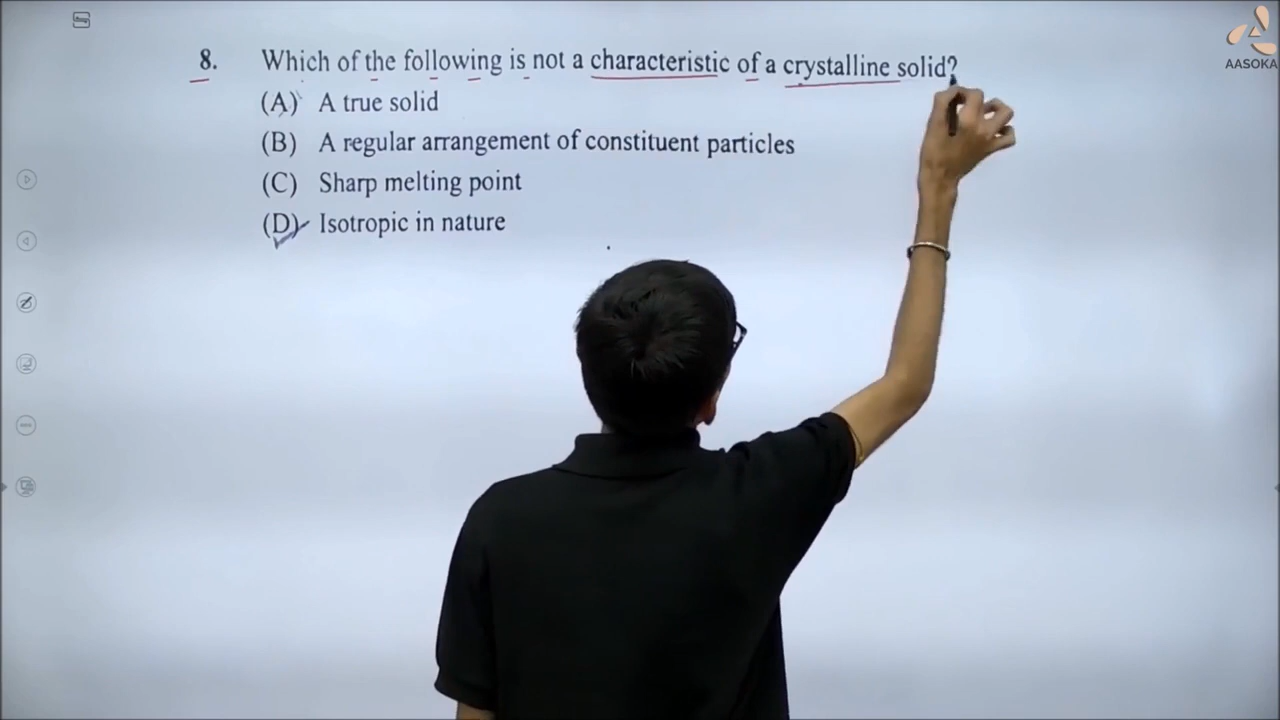 AASOKA
8. Which of the following is not a characteristic of a crystalline solid?
(A) A true solid
(B) A regular arrangement of constituent particles
(C) Sharp melting point
(D) Isotropic in nature